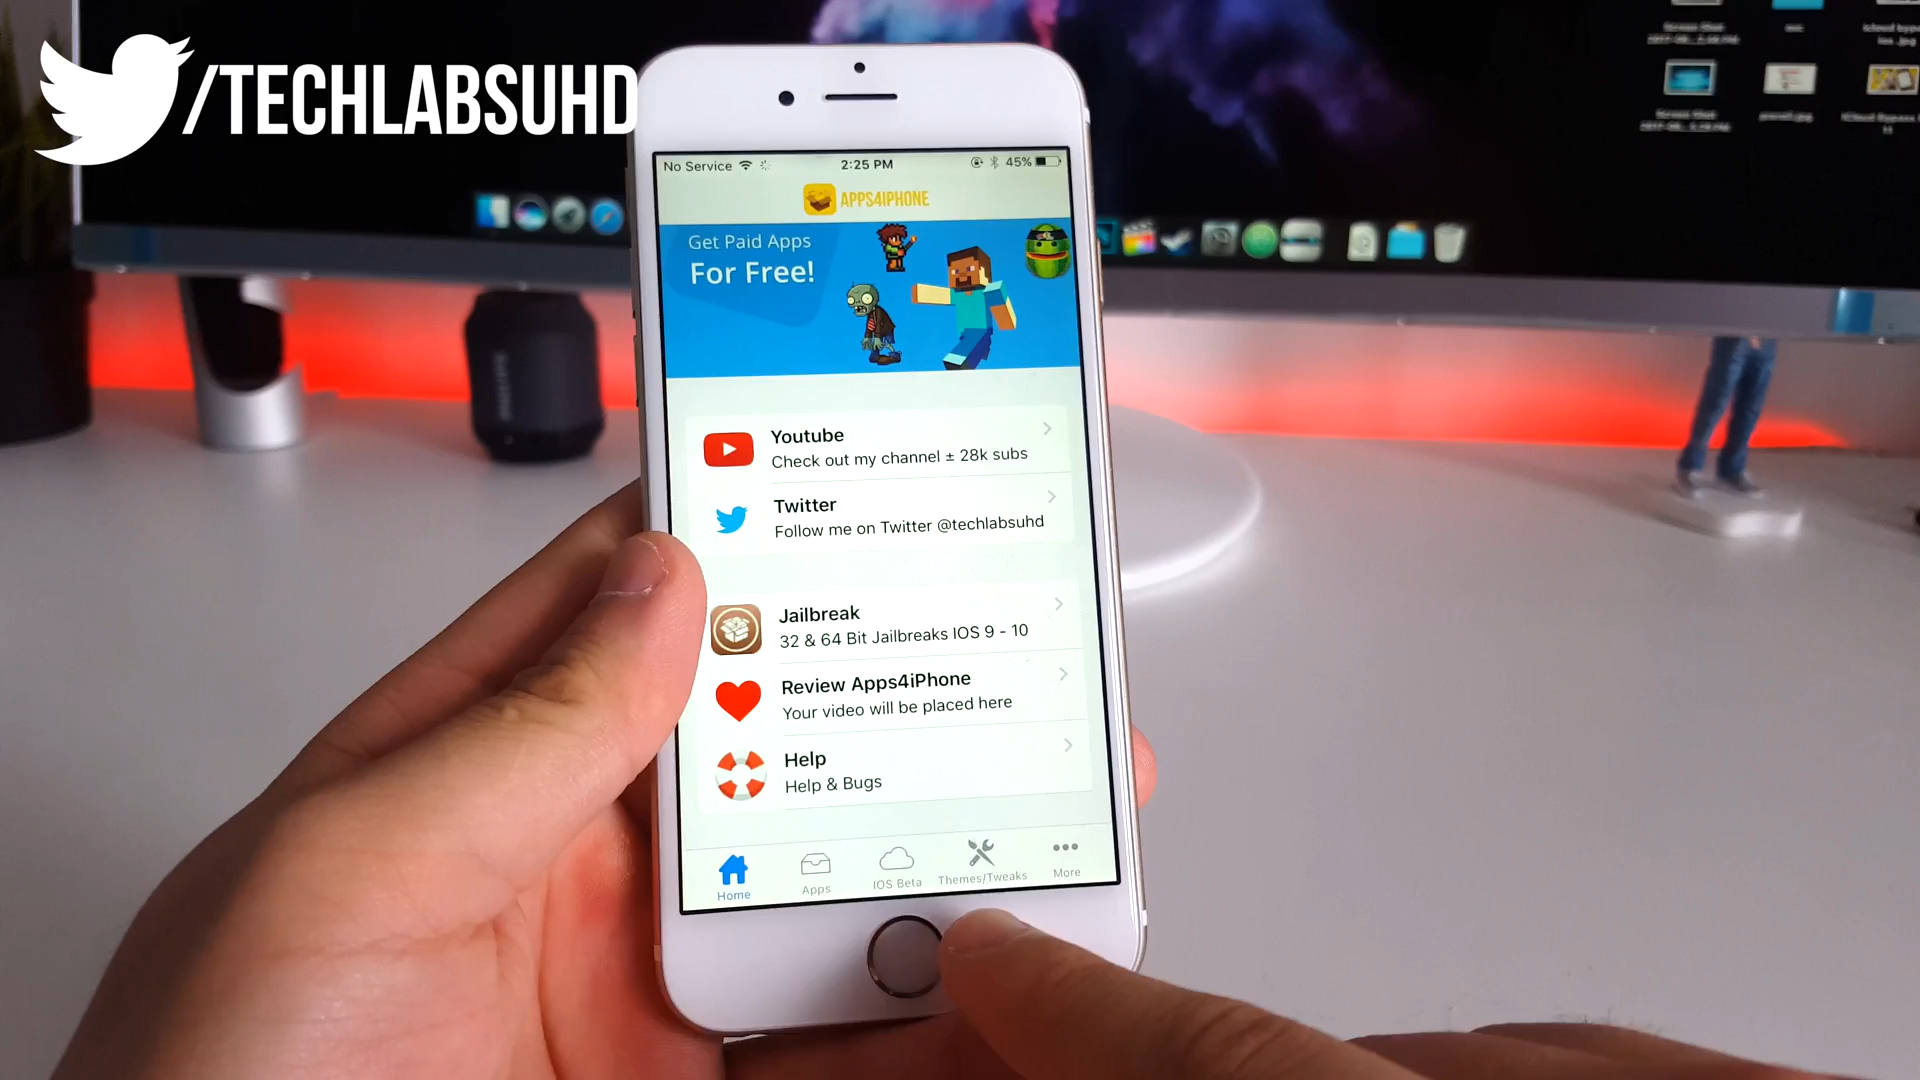 /TECHLABSUHD
No Service
2:25 PM
45%
APPS4IPHONE
Get Paid Apps
For Free!
Youtube
Check out my channel ± 28k subs
Twitter
Follow me on Twitter @techlabsuhd
Jailbreak
32 & 64 Bit Jailbreaks IOS 9 - 10
Review Apps4iPhone
Your video will be placed here
Help
Help & Bugs
Home
Apps
IOS Beta
Themes/Tweaks
More